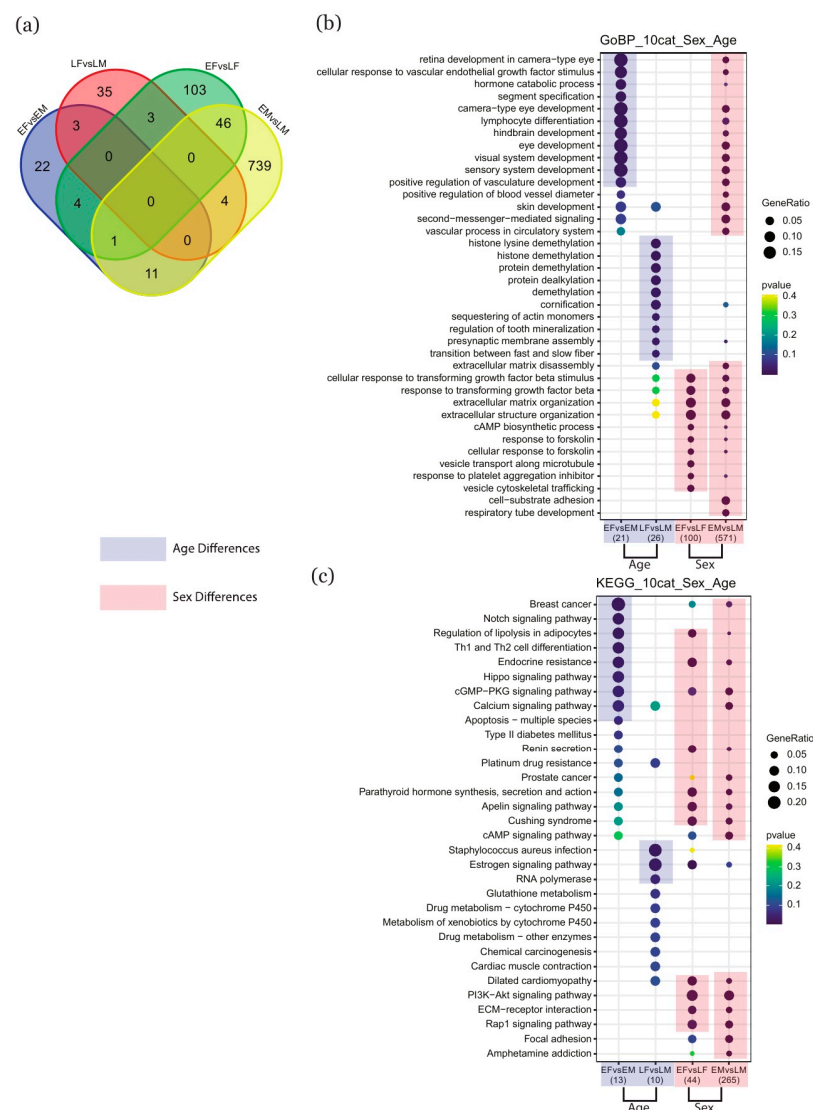 (a)
LFvsLM
EFvsLF
EFvsEM
EMvsLM
35
103
3
3
46
22
0
0
739
4
0
4
1
0
11
Age Differences
Sex Differences
(b)
GoBP_10cat_Sex_Age
retina development in camera-type eye
cellular response to vascular endothelial growth factor stimulus
hormone catabolic process
segment specification
camera-type eye development
lymphocyte differentiation
hindbrain development
eye development
visual system development
sensory system development
positive regulation of vasculature development
positive regulation of blood vessel diameter
skin development
second-messenger-mediated signaling
vascular process in circulatory system
histone lysine demethylation
histone demethylation
protein demethylation
protein dealkylation
demethylation
cornification
sequestering of actin monomers
regulation of tooth mineralization
presynaptic membrane assembly
transition between fast and slow fiber
extracellular matrix disassembly
cellular response to transforming growth factor beta stimulus
response to transforming growth factor beta
extracellular matrix organization
extracellular structure organization
cAMP biosynthetic process
response to forskolin
cellular response to forskolin
vesicle transport along microtubule
response to platelet aggregation inhibitor
vesicle cytoskeletal trafficking
cell-substrate adhesion
respiratory tube development
EFvsEM LFvsLM EFvsLF EMvsLM
(21) (26) (100) (571)
Age Sex
GeneRatio
0.05
0.10
0.15
pvalue
0.4
0.3
0.2
0.1
(c)
KEGG_10cat_Sex_Age
Breast cancer
Notch signaling pathway
Regulation of lipolysis in adipocytes
Th1 and Th2 cell differentiation
Endocrine resistance
Hippo signaling pathway
cGMP−PKG signaling pathway
Calcium signaling pathway
Apoptosis − multiple species
Type II diabetes mellitus
Renin secretion
Platinum drug resistance
Prostate cancer
Parathyroid hormone synthesis, secretion and action
Apelin signaling pathway
Cushing syndrome
cAMP signaling pathway
Staphylococcus aureus infection
Estrogen signaling pathway
RNA polymerase
Glutathione metabolism
Drug metabolism − cytochrome P450
Metabolism of xenobiotics by cytochrome P450
Drug metabolism − other enzymes
Chemical carcinogenesis
Cardiac muscle contraction
Dilated cardiomyopathy
PI3K−Akt signaling pathway
ECM−receptor interaction
Rap1 signaling pathway
Focal adhesion
Amphetamine addiction
EFvsEM LFvsLM EFvsLF EMvsLM
(13) (10) (44) (265)
Age Sex
GeneRatio
0.05
0.10
0.15
0.20
pvalue
0.4
0.3
0.2
0.1